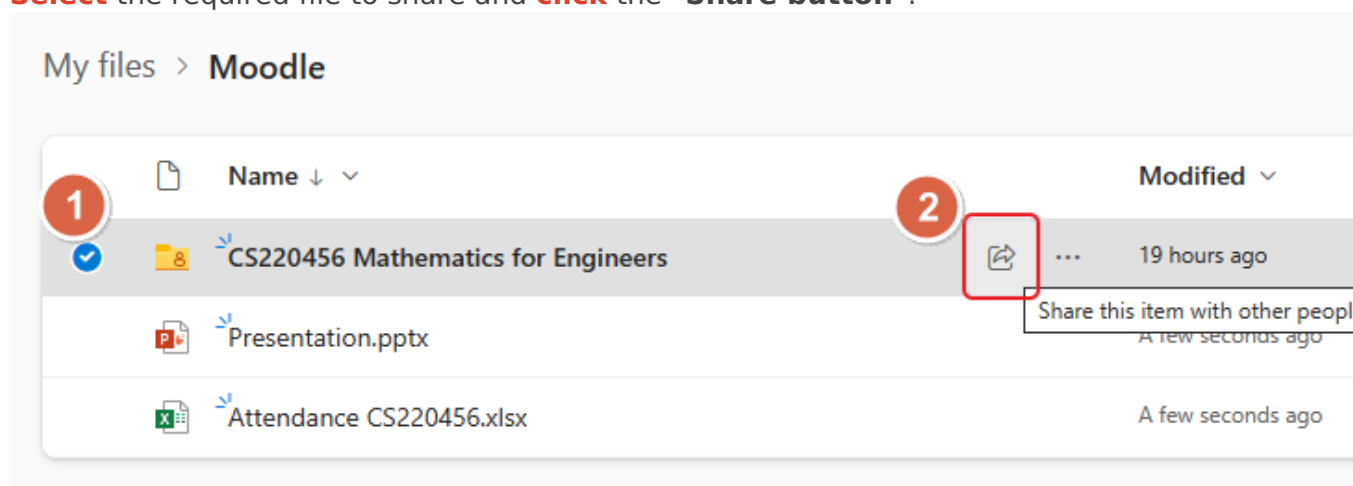 Select the required file to share and click the "Share button".
My files > Moodle
Name ↓ Modified
1 2
CS220456 Mathematics for Engineers ... 19 hours ago
Share this item with other peopl
Presentation.pptx A few seconds ago
Attendance CS220456.xlsx A few seconds ago